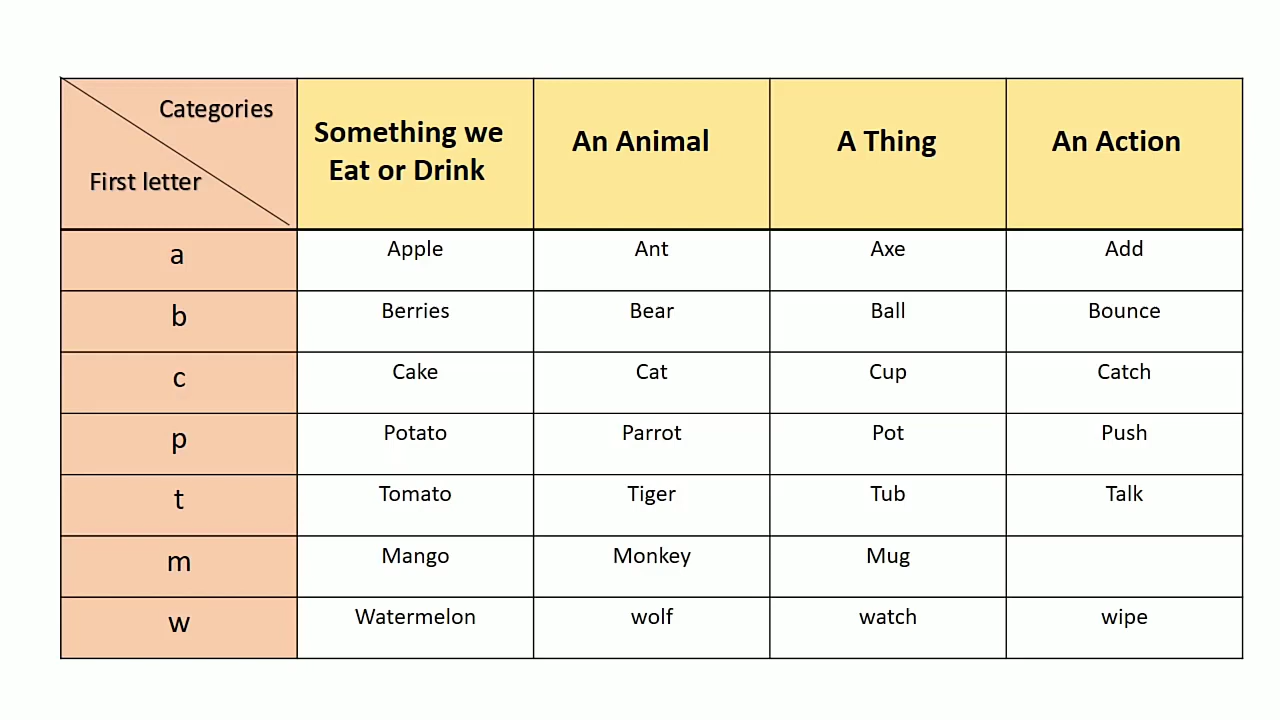 Categories
First letter
Something we
Eat or Drink
An Animal
A Thing
An Action
a Apple Ant Axe Add
b Berries Bear Ball Bounce
c Cake Cat Cup Catch
p Potato Parrot Pot Push
t Tomato Tiger Tub Talk
m Mango Monkey Mug
w Watermelon wolf watch wipe